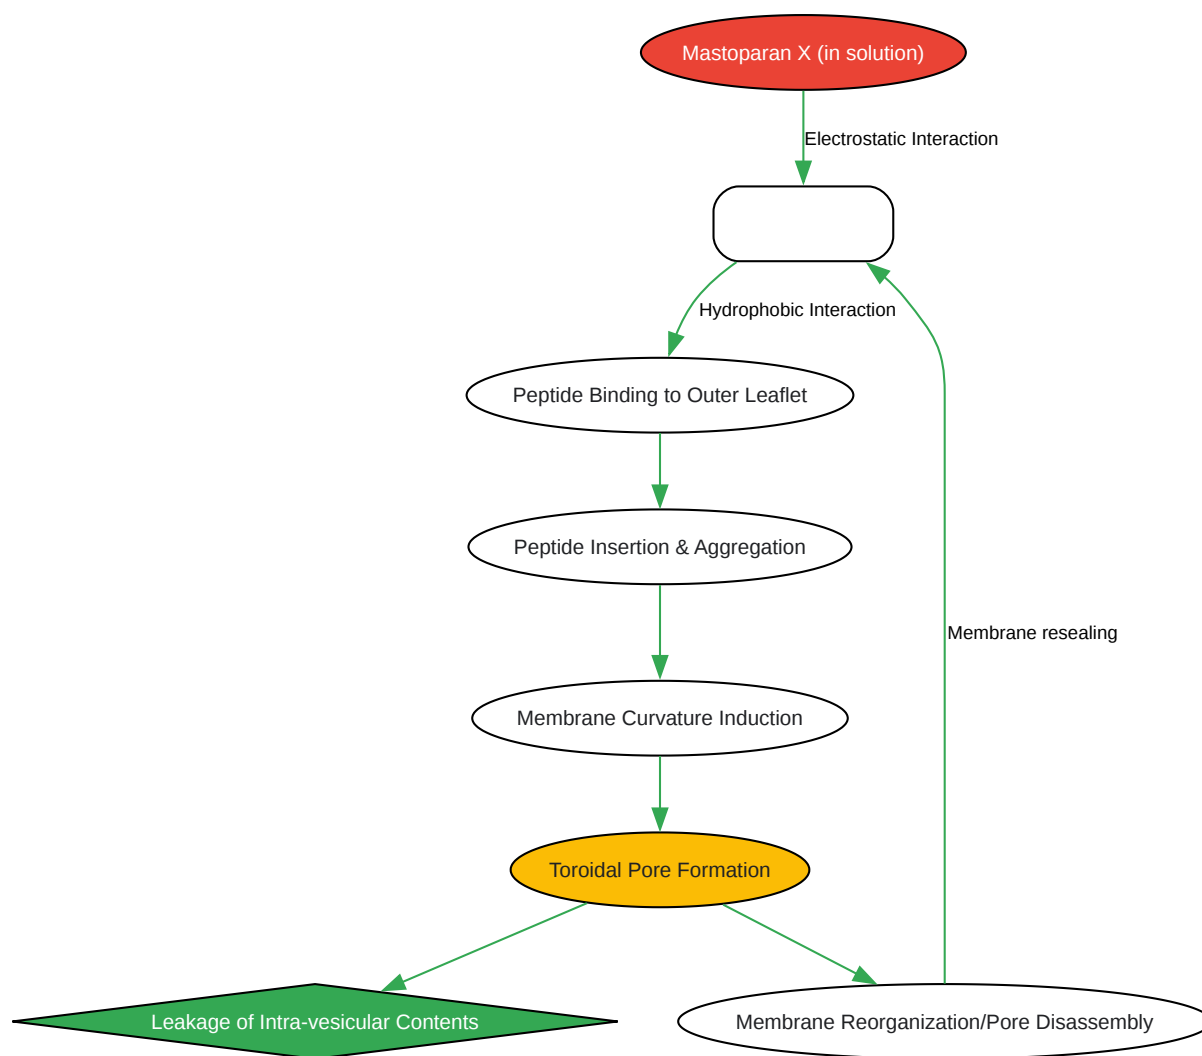 Mastoparan X (in solution)
Electrostatic Interaction
Hydrophobic Interaction
Peptide Binding to Outer Leaflet
Peptide Insertion & Aggregation
Membrane resealing
Membrane Curvature Induction
Toroidal Pore Formation
Leakage of Intra-vesicular Contents
Membrane Reorganization/Pore Disassembly